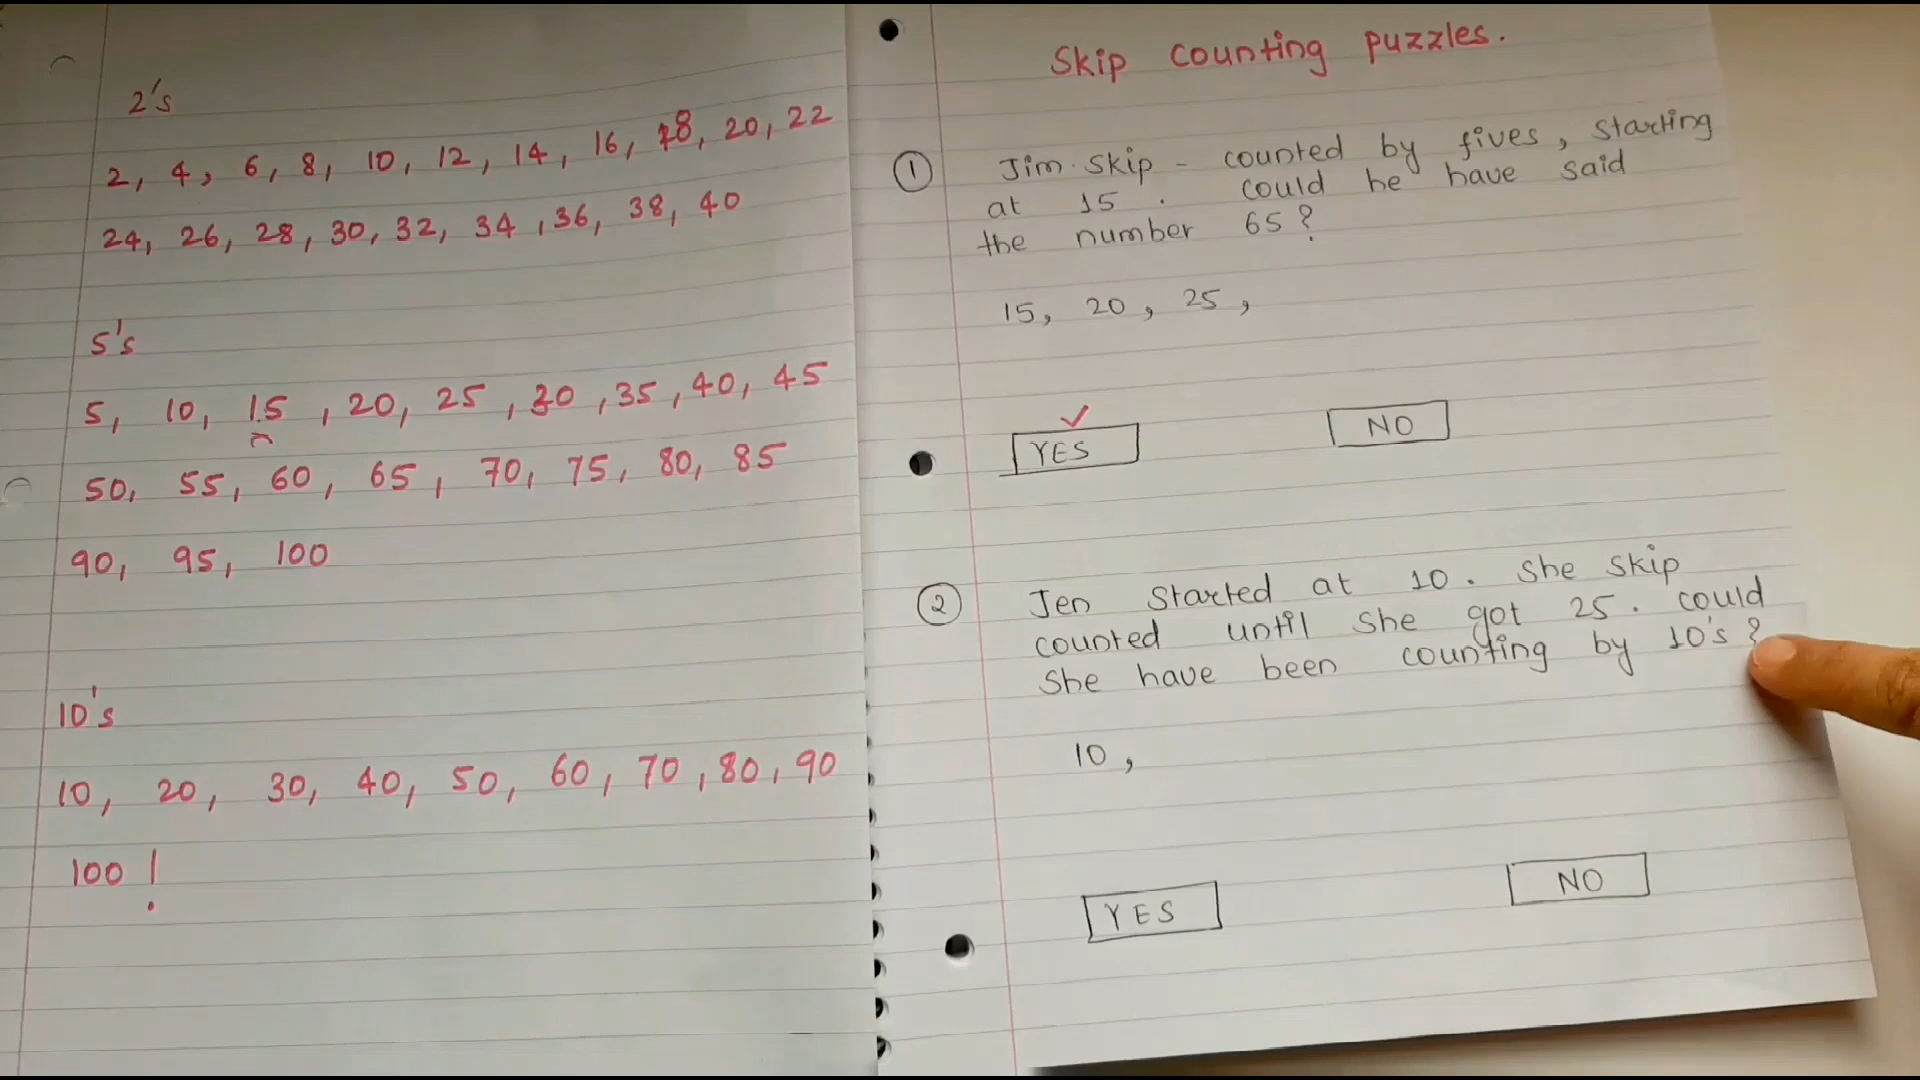 2's
2, 4, 6, 8, 10, 12, 14, 16, 18, 20, 22
24, 26, 28, 30, 32, 34, 36, 38, 40
5's
5, 10, 15, 20, 25, 30, 35, 40, 45
50, 55, 60, 65, 70, 75, 80, 85
90, 95, 100
10's
10, 20, 30, 40, 50, 60, 70, 80, 90
100 !
Skip counting puzzles.
1 Jim skip - counted by fives, starting
at 15. could he have said
the number 65?
15, 20, 25,
YES NO
2 Jen started at 10. She skip
counted until she got 25. could
She have been counting by 10's?
10,
YES NO